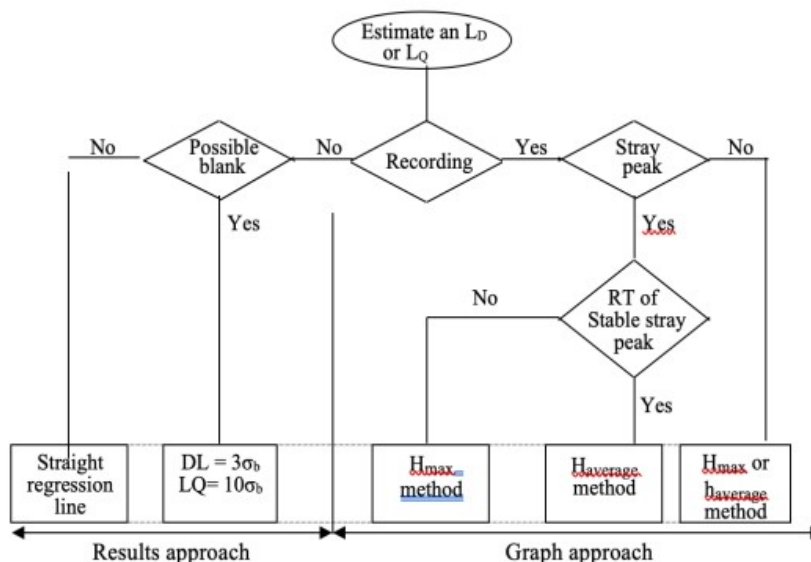 Estimate an L_D
or L_Q
No
Possible
blank
No
Recording
Yes
Stray
peak
No
Yes
Yes
No
RT of
Stable stray
peak
Yes
Straight
regression
line
DL = 3σb
LQ= 10σb
Hmax
method
Haverage
method
Hmax or
haverage
method
Results approach
Graph approach